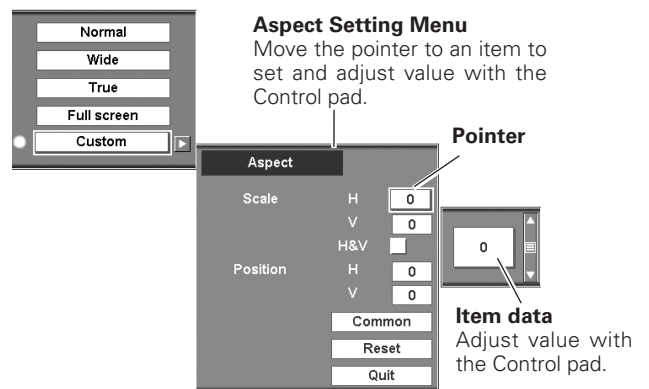 Normal
Wide
True
Full screen
Custom
Aspect Setting Menu
Move the pointer to an item to
set and adjust value with the
Control pad.
Pointer
Aspect
Scale H 0
V 0
H&V
Position H 0
V 0
Common
Reset
Quit
0
Item data
Adjust value with
the Control pad.